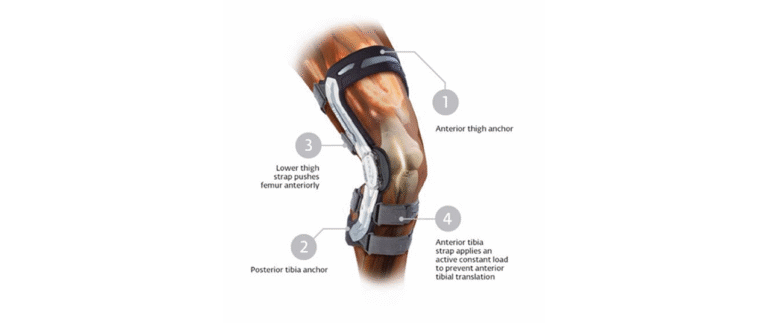 1
Anterior thigh anchor
3
Lower thigh
strap pushes
femur anteriorly
2
Posterior tibia anchor
4
Anterior tibia
strap applies an
active constant load
to prevent anterior
tibial translation